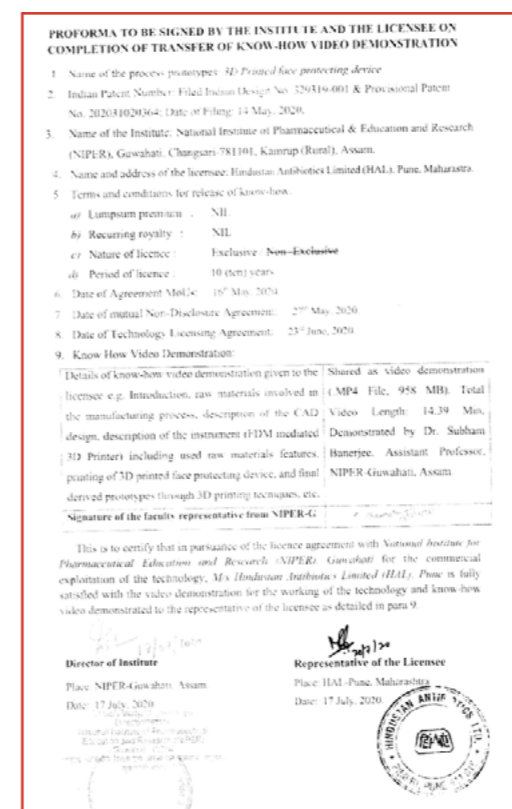 PROFORMA TO BE SIGNED BY THE INSTITUTE AND THE LICENSEE ON
COMPLETION OF TRANSFER OF KNOW-HOW VIDEO DEMONSTRATION
1 Name of the process prototypes: 3D Printed face protecting device
2. Indian Patent Number: Filed Indian Design No. 329319-001 & Provisional Patent
No. 202031020364; Date of Filing: 14 May, 2020,
3. Name of the Institute: National Institute of Pharmaceutical & Education and Research
(NIPER), Guwahati, Changsari-781101, Kamrup (Rural), Assam.
4. Name and address of the licensee: Hindustan Antibiotics Limited (HAL), Pune, Maharastra.
5 Terms and conditions for release of know-how:
a) Lumpsum premium : NIL
b) Recurring royalty : NIL
c) Nature of licence : Exclusive / Non-Exclusive
d) Period of licence : 10 (ten) years
6. Date of Agreement MoUs: 16th May, 2020
7 Date of mutual Non-Disclosure Agreement: 2nd May, 2020
8. Date of Technology Licensing Agreement: 23rd June, 2020
9. Know How Video Demonstration:
Details of know-how video demonstration given to the
licensee e.g. Introduction, raw materials involved in
the manufacturing process, description of the CAD
design, description of the instrument (FDM mediated
3D Printer) including used raw materials features,
printing of 3D printed face protecting device, and final
derived prototypes through 3D printing tecniques, etc.
Shared as video demonstration
(.MP4 File, 958 MB), Total
Video Length: 14.39 Min,
Demonstrated by Dr. Subham
Banerjee, Assistant Professor,
NIPER-Guwahati, Assam
Signature of the faculty representative from NIPER-G
This is to certify that in pursuance of the licence agreement with National Institute for
Pharmaceutical Education and Research (NIPER), Guwahati for the commercial
exploitation of the technology, M/s Hindustan Antibiotics Limited (HAL), Pune is fully
satisfied with the video demonstration for the working of the technology and know-how
video demonstrated to the representative of the licensee as detailed in para 9.
Director of Institute
Place: NIPER-Guwahati, Assam
Date: 17 July, 2020
Representative of the Licensee
Place: HAL-Pune, Maharashtra
Date: 17 July, 2020
HINDUSTAN ANTIBIOTICS LTD.